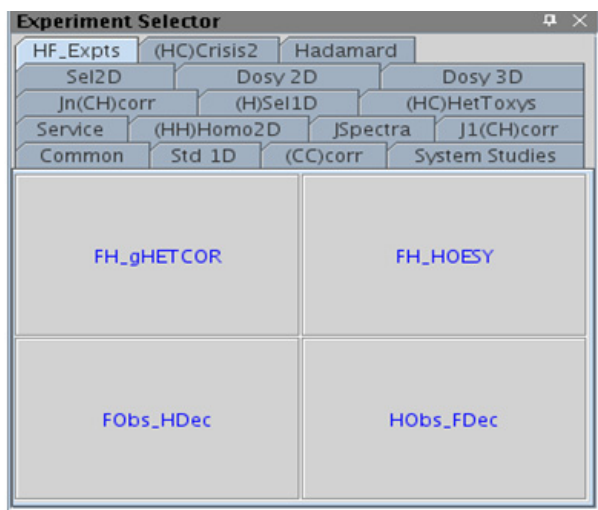 Experiment Selector
HF_Expts (HC)Crisis2 Hadamard
Sel2D Dosy 2D Dosy 3D
Jn(CH)corr (H)Sel1D (HC)HetToxys
Service (HH)Homo2D JSpectra J1(CH)corr
Common Std 1D (CC)corr System Studies
FH_gHETCOR FH_HOESY
FObs_HDec HObs_FDec